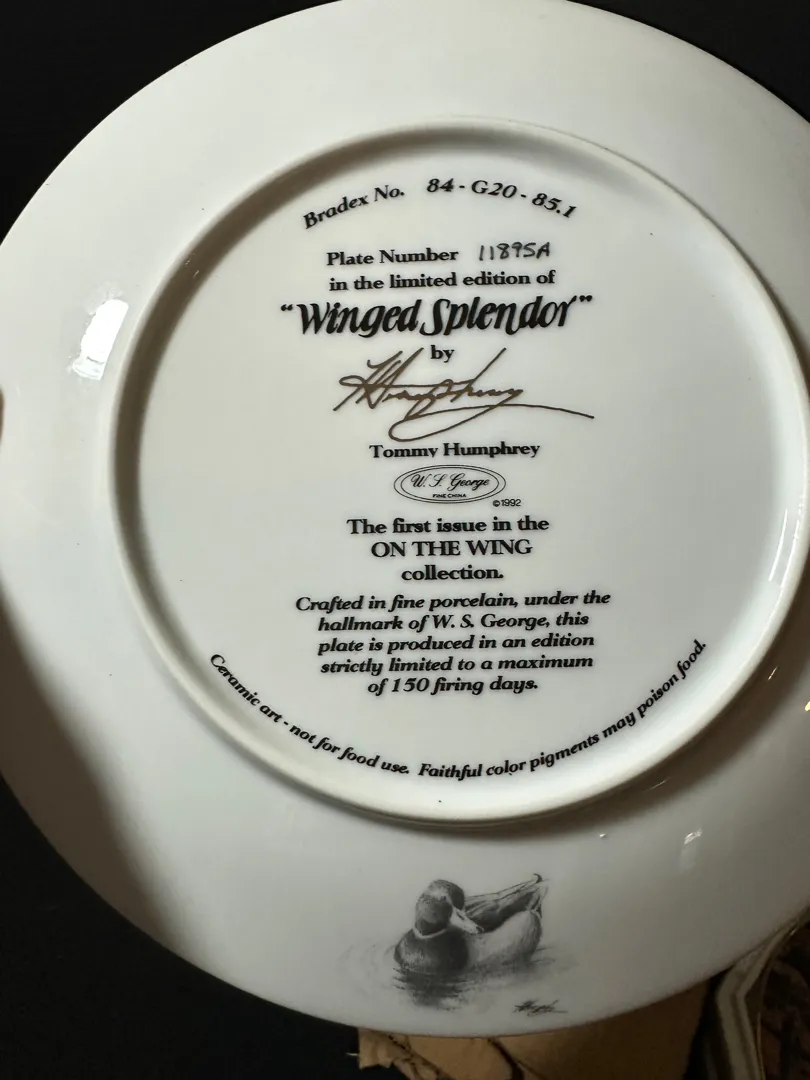 Bradex No. 84-G20-85.1
Plate Number 11895A
in the limited edition of
"Winged Splendor"
by
Humphrey
Tommy Humphrey
W. S. George
FINE CHINA
©1992
The first issue in the
ON THE WING
collection.
Crafted in fine porcelain, under the
hallmark of W. S. George, this
plate is produced in an edition
strictly limited to a maximum
of 150 firing days.
Ceramic art - not for food use. Faithful color pigments may poison food.